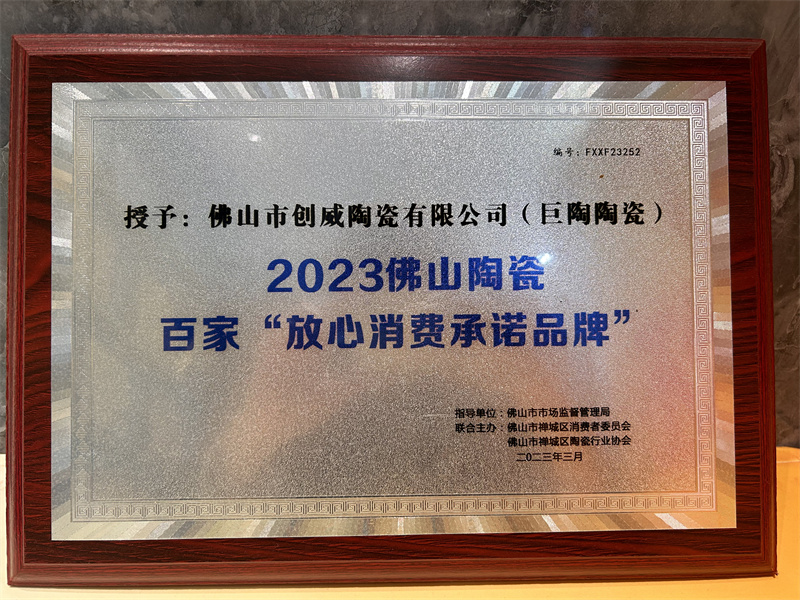 编号：FXXF23252
授予：佛山市创威陶瓷有限公司（巨陶陶瓷）
2023佛山陶瓷
百家“放心消费承诺品牌”
指导单位：佛山市市场监督管理局
联合主办：佛山市禅城区消费者委员会
佛山市禅城区陶瓷行业协会
二〇二三年三月